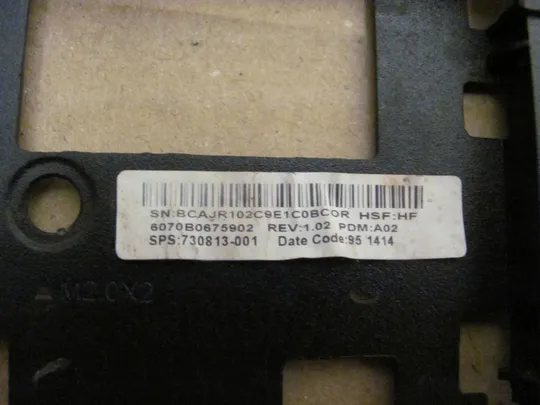 SN:BCAJR102C9E1C0BC0R HSF:HF
6070B0675902 REV:1.02 PDM:A02
SPS:730813-001 Date Code:95 1414
M2.0X2